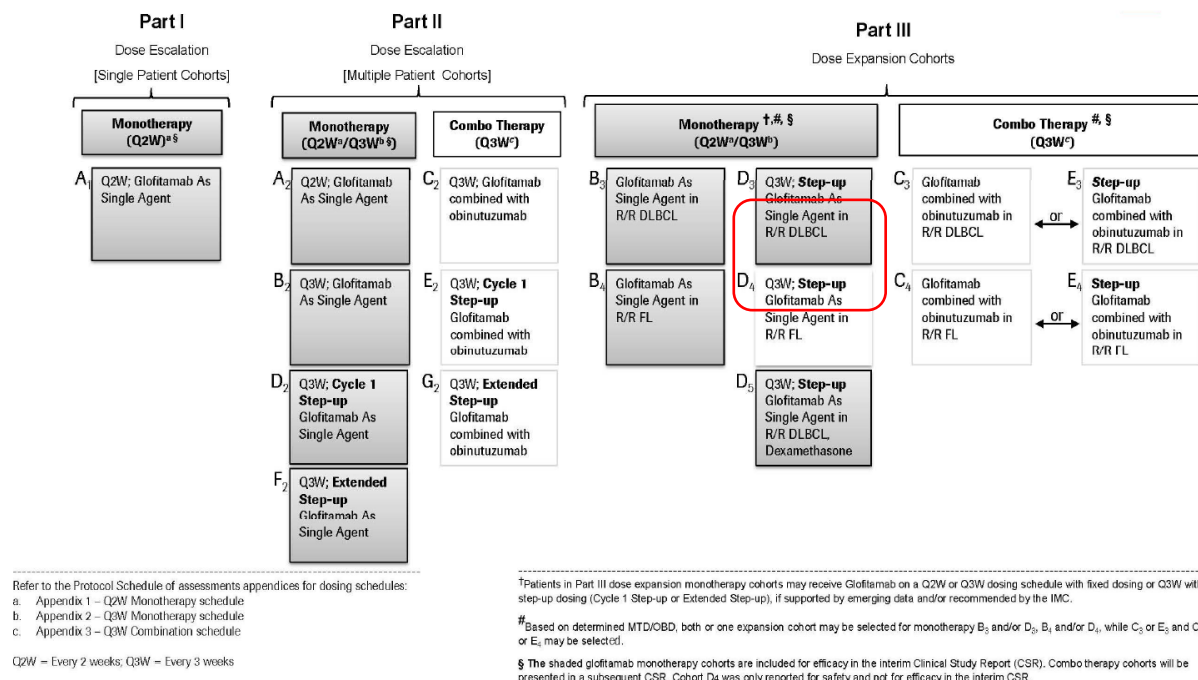 Part I
Dose Escalation
[Single Patient Cohorts]
Monotherapy
(Q2W)a §
A1
Q2W; Glofitamab As
Single Agent
Part II
Dose Escalation
[Multiple Patient Cohorts]
Monotherapy
(Q2Wa/Q3Wb §)
A2
Q2W; Glofitamab
As Single Agent
B2
Q3W; Glofitamab
As Single Agent
D2
Q3W; Cycle 1
Step-up
Glofitamab As
Single Agent
F2
Q3W; Extended
Step-up
Glofitamab As
Single Agent
Combo Therapy
(Q3Wc)
C2
Q3W; Glofitamab
combined with
obinutuzumab
E2
Q3W; Cycle 1
Step-up
Glofitamab
combined with
obinutuzumab
G2
Q3W; Extended
Step-up
Glofitamab
combined with
obinutuzumab
Part III
Dose Expansion Cohorts
Monotherapy †,#, §
(Q2Wa/Q3Wb)
B3
Glofitamab As
Single Agent in
R/R DLBCL
B4
Glofitamab As
Single Agent in
R/R FL
D3
Q3W; Step-up
Glofitamab As
Single Agent in
R/R DLBCL
D4
Q3W; Step-up
Glofitamab As
Single Agent in
R/R FL
D5
Q3W; Step-up
Glofitamab As
Single Agent in
R/R DLBCL,
Dexamethasone
Combo Therapy #, §
(Q3Wc)
C3
Glofitamab
combined with
obinutuzumab in
R/R DLBCL
or
E3
Step-up
Glofitamab
combined with
obinutuzumab in
R/R DLBCL
C4
Glofitamab
combined with
obinutuzumab in
R/R FL
or
E4
Step-up
Glofitamab
combined with
obinutuzumab in
R/R FL
Refer to the Protocol Schedule of assessments appendices for dosing schedules:
a. Appendix 1 – Q2W Monotherapy schedule
b. Appendix 2 – Q3W Monotherapy schedule
c. Appendix 3 – Q3W Combination schedule
Q2W = Every 2 weeks; Q3W = Every 3 weeks
†Patients in Part III dose expansion monotherapy cohorts may receive Glofitamab on a Q2W or Q3W dosing schedule with fixed dosing or Q3W with
step-up dosing (Cycle 1 Step-up or Extended Step-up), if supported by emerging data and/or recommended by the IMC.
#Based on determined MTD/OBD, both or one expansion cohort may be selected for monotherapy B3 and/or D3, B4 and/or D4, while C3 or E3 and
or E4 may be selected.
§ The shaded glofitamab monotherapy cohorts are included for efficacy in the interim Clinical Study Report (CSR). Combo therapy cohorts will be
presented in a subsequent CSR. Cohort D4 was only reported for safety and not for efficacy in the interim CSR.